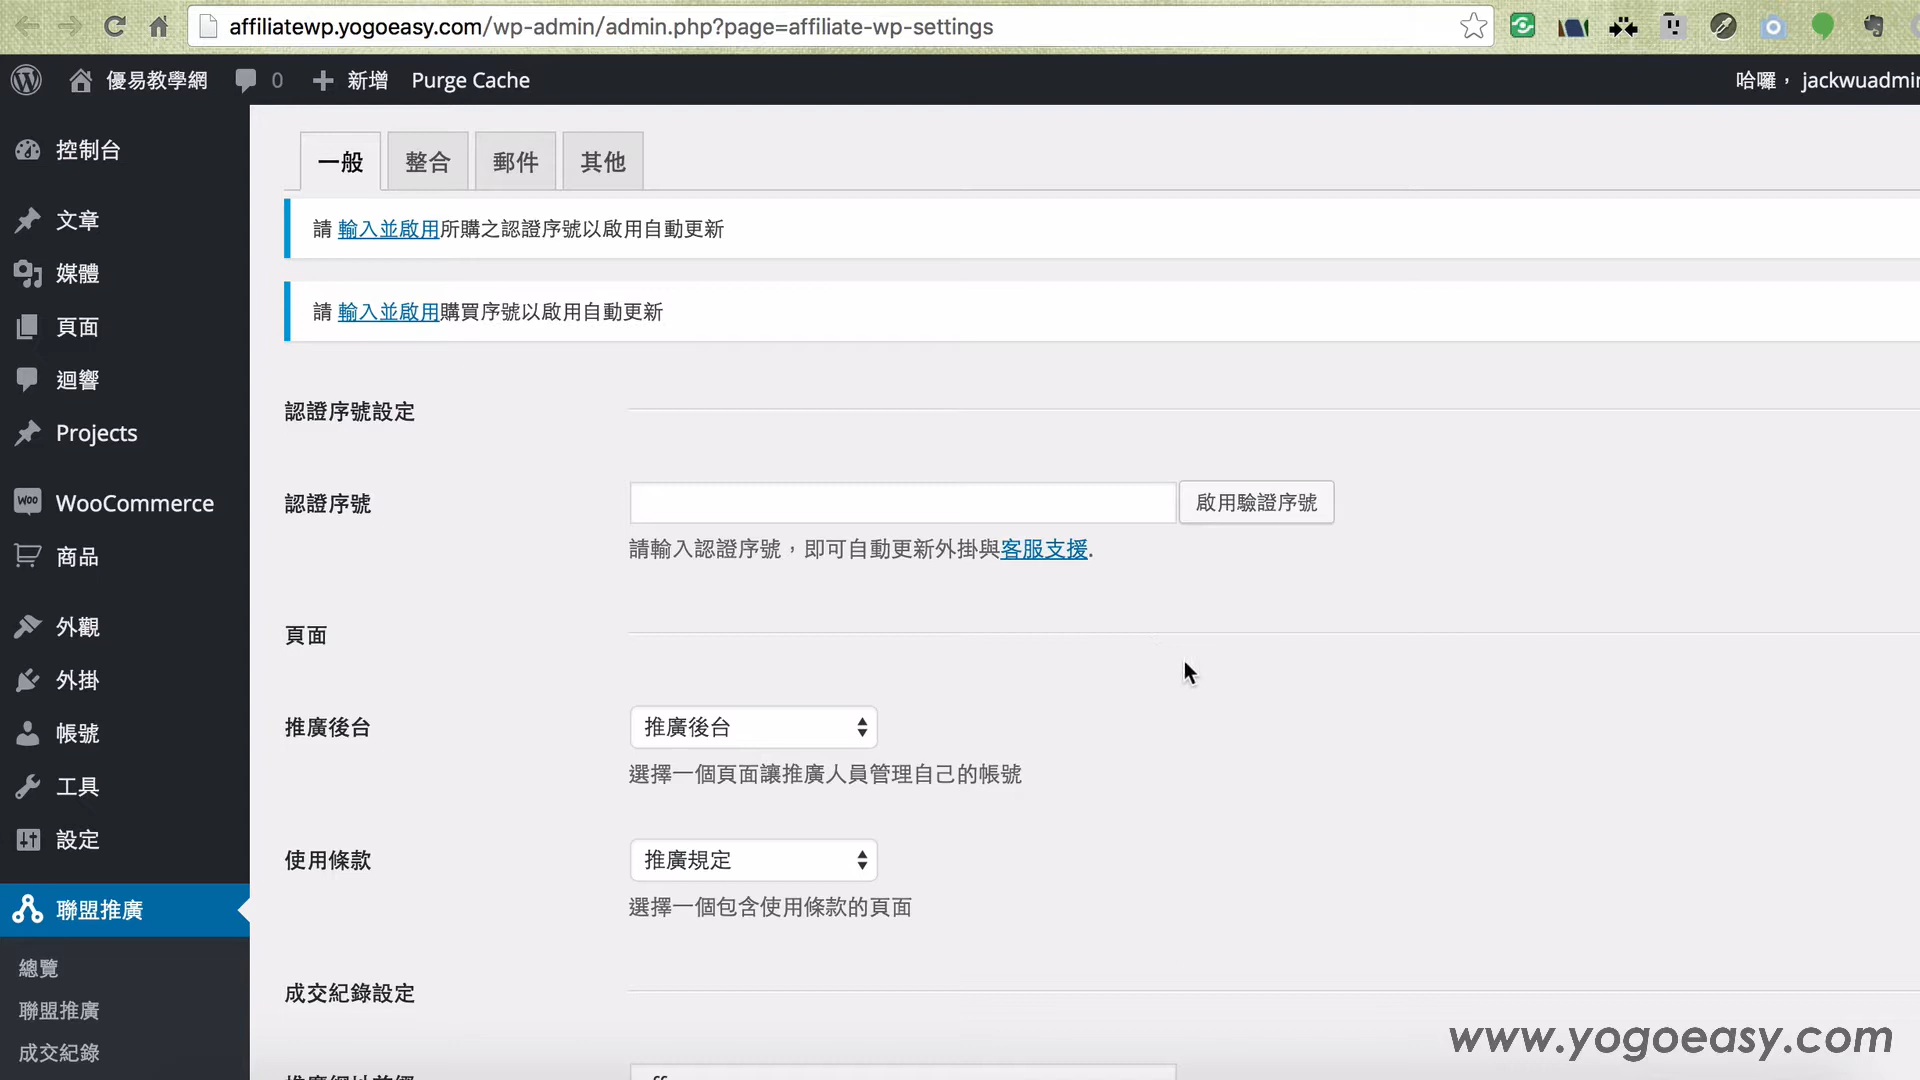 affiliatewp.yogoeasy.com/wp-admin/admin.php?page=affiliate-wp-settings
優易教學網 0 新增 Purge Cache
哈囉，jackwuadmin
控制台
文章
媒體
頁面
迴響
Projects
WooCommerce
商品
外觀
外掛
帳號
工具
設定
聯盟推廣
總覽
聯盟推廣
成交紀錄
一般 整合 郵件 其他
請 輸入並啟用所購之認證序號以啟用自動更新
請 輸入並啟用購買序號以啟用自動更新
認證序號設定
認證序號 啟用驗證序號
請輸入認證序號，即可自動更新外掛與客服支援.
頁面
推廣後台 推廣後台
選擇一個頁面讓推廣人員管理自己的帳號
使用條款 推廣規定
選擇一個包含使用條款的頁面
成交紀錄設定
www.yogoeasy.com